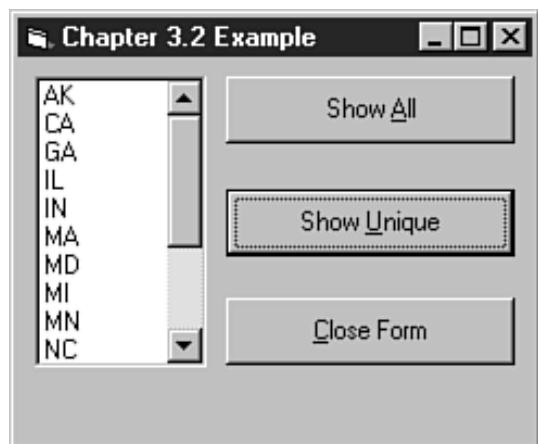 Chapter 3.2 Example
AK
CA
GA
IL
IN
MA
MD
MI
MN
NC
Show All
Show Unique
Close Form